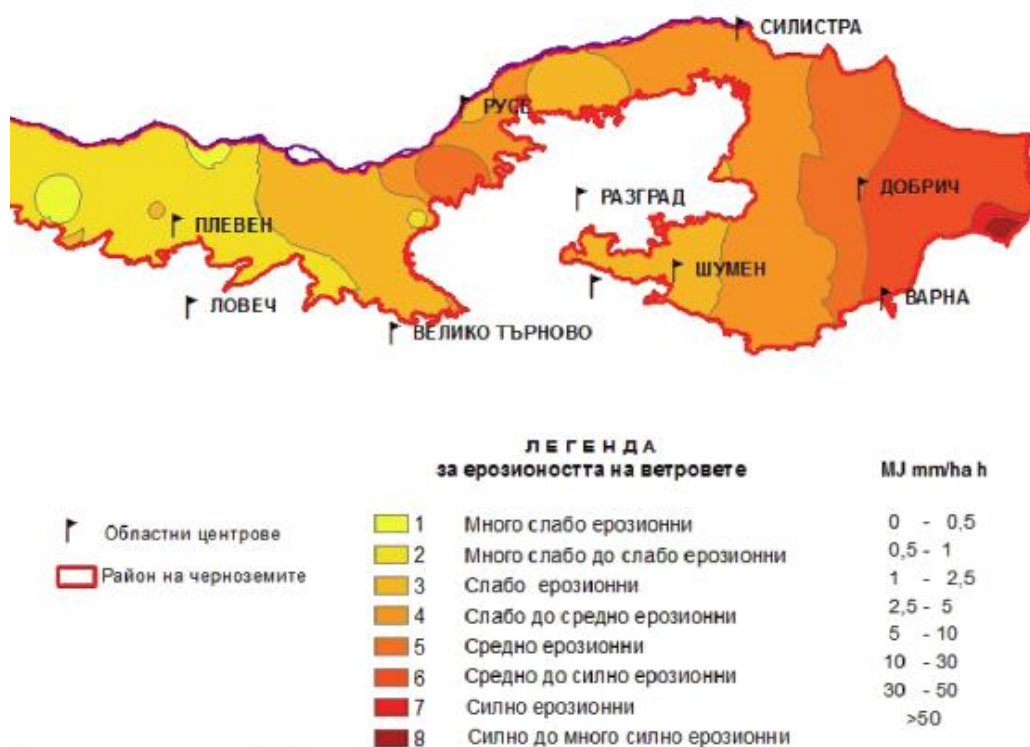 СИЛИСТРА
РУСЕ
РАЗГРАД
ДОБРИЧ
ПЛЕВЕН
ШУМЕН
ЛОВЕЧ
ВАРНА
ВЕЛИКО ТЪРНОВО
ЛЕГЕНДА
за ерозиоността на ветровете
MJ mm/ha h
Областни центрове
Район на черноземите
1 Много слабо ерозионни 0 - 0,5
2 Много слабо до слабо ерозионни 0,5 - 1
3 Слабо ерозионни 1 - 2,5
4 Слабо до средно ерозионни 2,5 - 5
5 Средно ерозионни 5 - 10
6 Средно до силно ерозионни 10 - 30
7 Силно ерозионни 30 - 50
8 Силно до много силно ерозионни >50